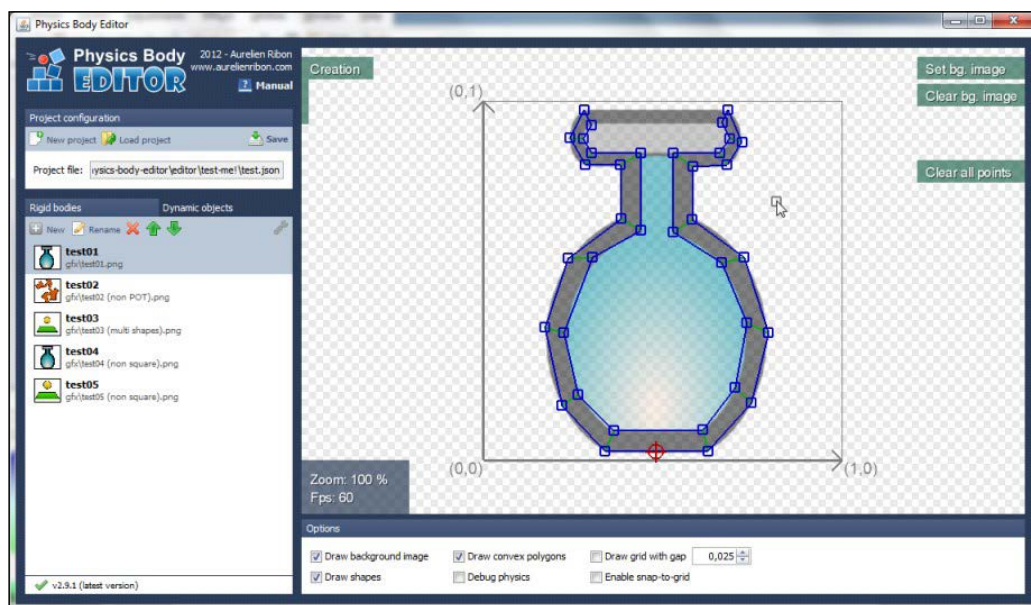 Physics Body Editor
Physics Body
EDITOR
2012 - Aurelien Ribon
www.aurelienribon.com
? Manual
Project configuration
New project Load project Save
Project file: ıysics-body-editor\editor\test-me!\test.json
Rigid bodies Dynamic objects
New Rename
test01
gfx\test01.png
test02
gfx\test02 (non POT).png
test03
gfx\test03 (multi shapes).png
test04
gfx\test04 (non square).png
test05
gfx\test05 (non square).png
v2.9.1 (latest version)
Creation
Set bg. image
Clear bg. image
Clear all points
(0,1)
(0,0)
(1,0)
Zoom: 100 %
Fps: 60
Options
Draw background image Draw convex polygons Draw grid with gap 0,025
Draw shapes Debug physics Enable snap-to-grid